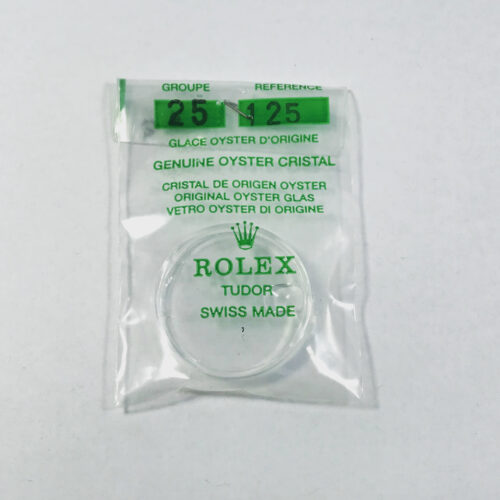 GROUPE REFERENCE
25 125
GLACE OYSTER D'ORIGINE
GENUINE OYSTER CRISTAL
CRISTAL DE ORIGEN OYSTER
ORIGINAL OYSTER GLAS
VETRO OYSTER DI ORIGINE
ROLEX
TUDOR
SWISS MADE